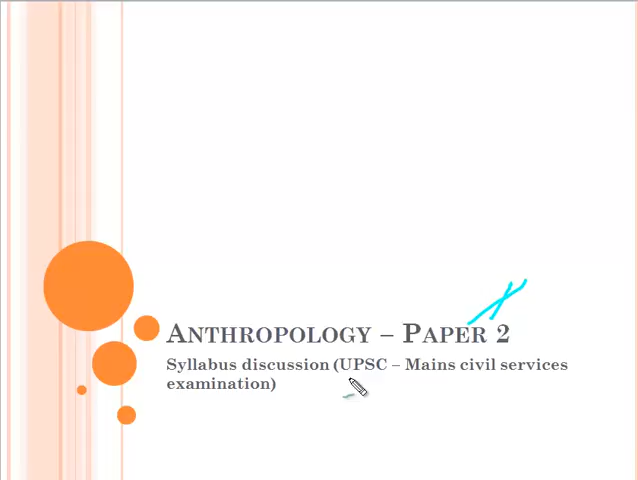 Anthropology – Paper 2
Syllabus discussion (UPSC – Mains civil services
examination)